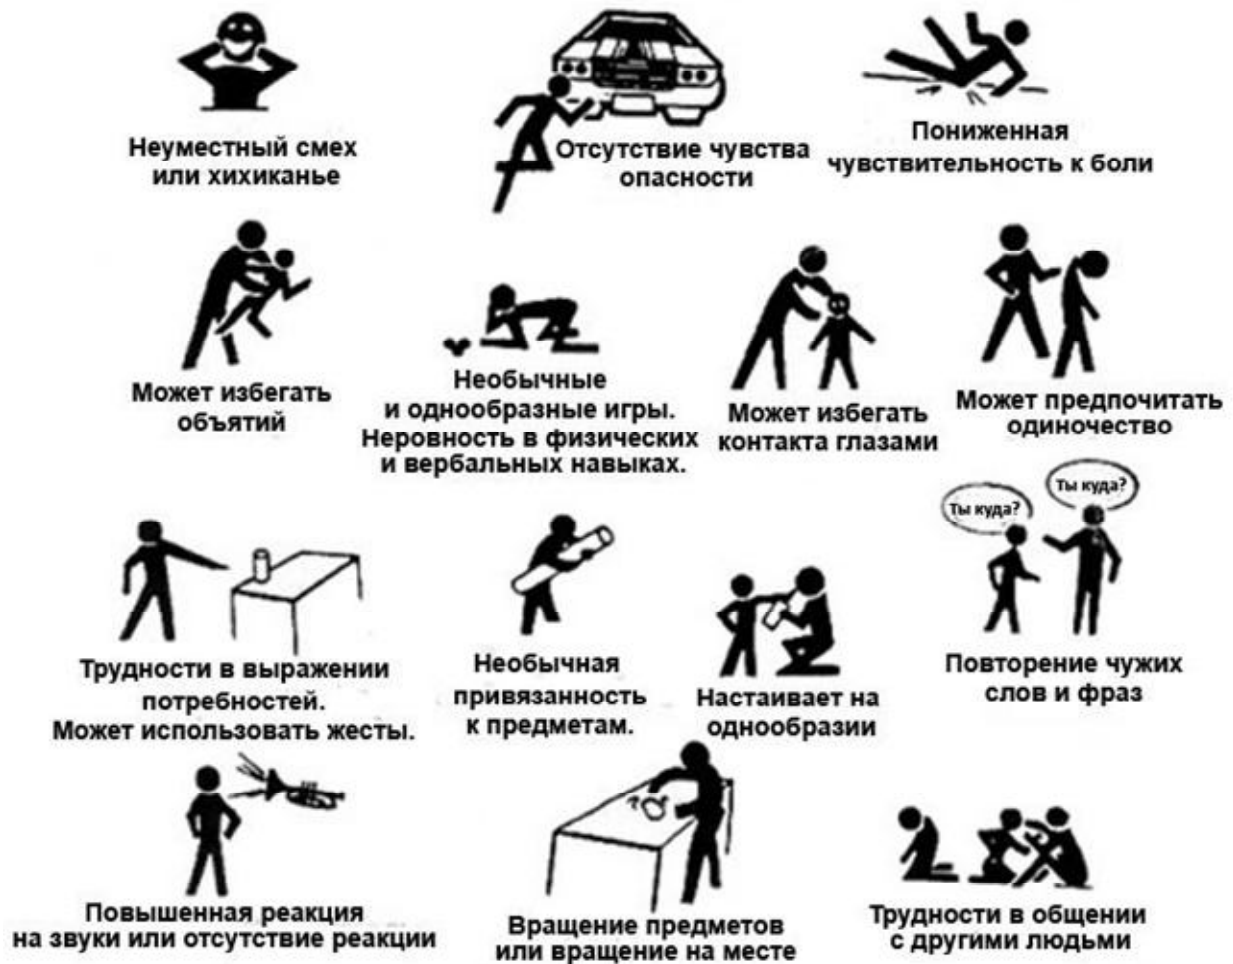 Неуместный смех
или хихиканье
Отсутствие чувства
опасности
Пониженная
чувствительность к боли
Может избегать
объятий
Необычные
и однообразные игры.
Неровность в физических
и вербальных навыках.
Может избегать
контакта глазами
Может предпочитать
одиночество
Трудности в выражении
потребностей.
Может использовать жесты.
Необычная
привязанность
к предметам.
Настаивает на
однообразии
Ты куда?
Ты куда?
Повторение чужих
слов и фраз
Повышенная реакция
на звуки или отсутствие реакции
Вращение предметов
или вращение на месте
Трудности в общении
с другими людьми